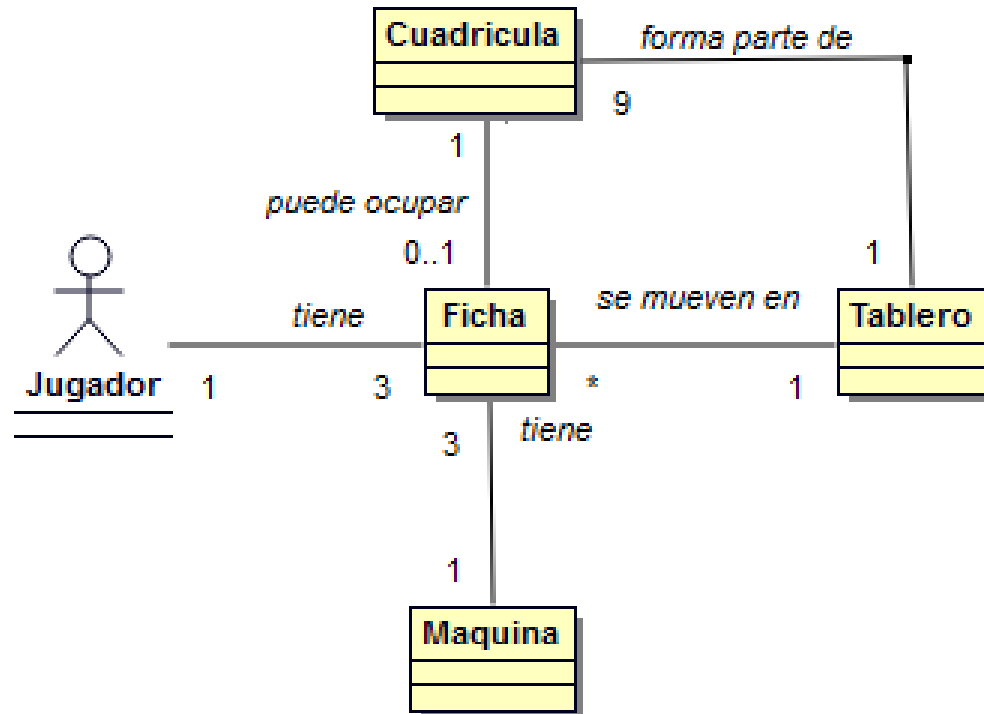 Cuadricula
forma parte de
9
1
puede ocupar
0..1
1
tiene
Ficha
se mueven en
Tablero
Jugador
1
3
*
1
3
tiene
1
Maquina